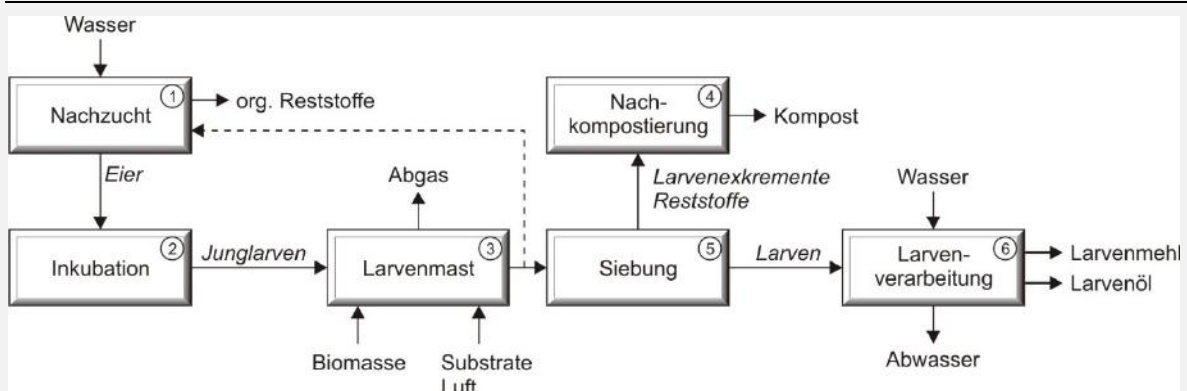 Wasser
Nachzucht
1
org. Reststoffe
Nach-
kompostierung
4
Kompost
Eier
Abgas
Larvenexkremente
Reststoffe
Wasser
Inkubation
2
Junglarven
Larvenmast
3
Siebung
5
Larven
Larven-
verarbeitung
6
Larvenmehl
Larvenöl
Biomasse
Substrate
Luft
Abwasser